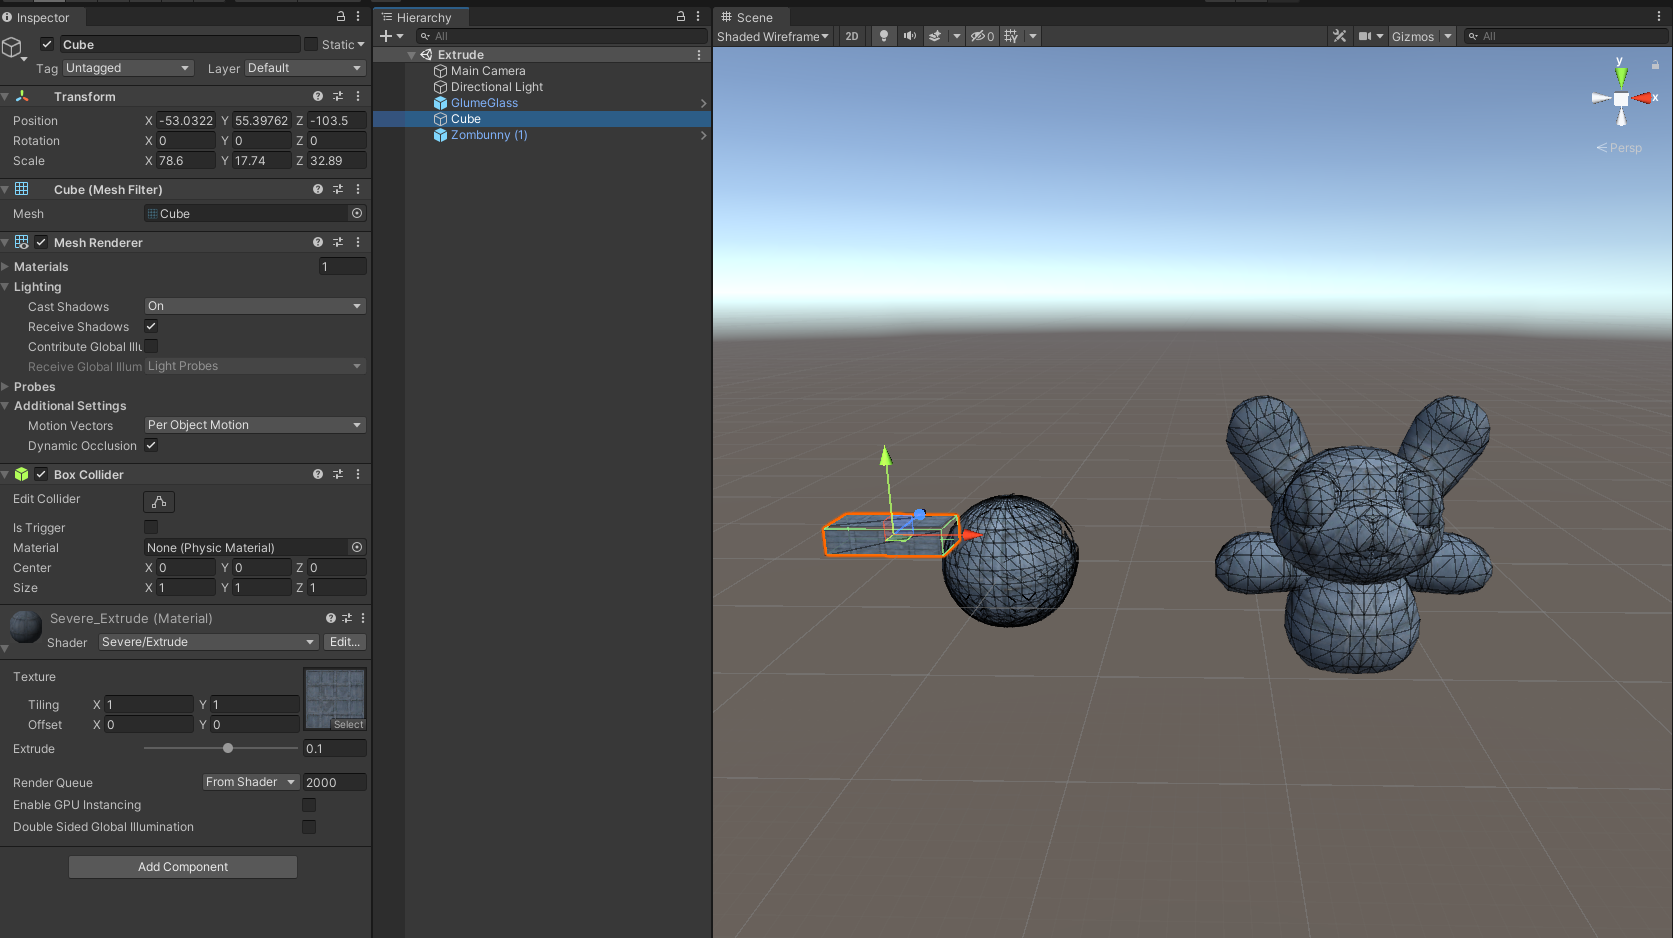 Inspector
Cube
Static
Tag Untagged Layer Default
Transform
Position X -53.0322 Y 55.39762 Z -103.5
Rotation X 0 Y 0 Z 0
Scale X 78.6 Y 17.74 Z 32.89
Cube (Mesh Filter)
Mesh Cube
Mesh Renderer
Materials 1
Lighting
Cast Shadows On
Receive Shadows
Contribute Global Illu
Receive Global Illum Light Probes
Probes
Additional Settings
Motion Vectors Per Object Motion
Dynamic Occlusion
Box Collider
Edit Collider
Is Trigger
Material None (Physic Material)
Center X 0 Y 0 Z 0
Size X 1 Y 1 Z 1
Severe_Extrude (Material)
Shader Severe/Extrude Edit...
Texture
Tiling X 1 Y 1
Offset X 0 Y 0
Select
Extrude 0.1
Render Queue From Shader 2000
Enable GPU Instancing
Double Sided Global Illumination
Add Component
Hierarchy
All
Extrude
Main Camera
Directional Light
GlumeGlass
Cube
Zombunny (1)
Scene
Shaded Wireframe 2D 0 Gizmos All
y
x
Persp